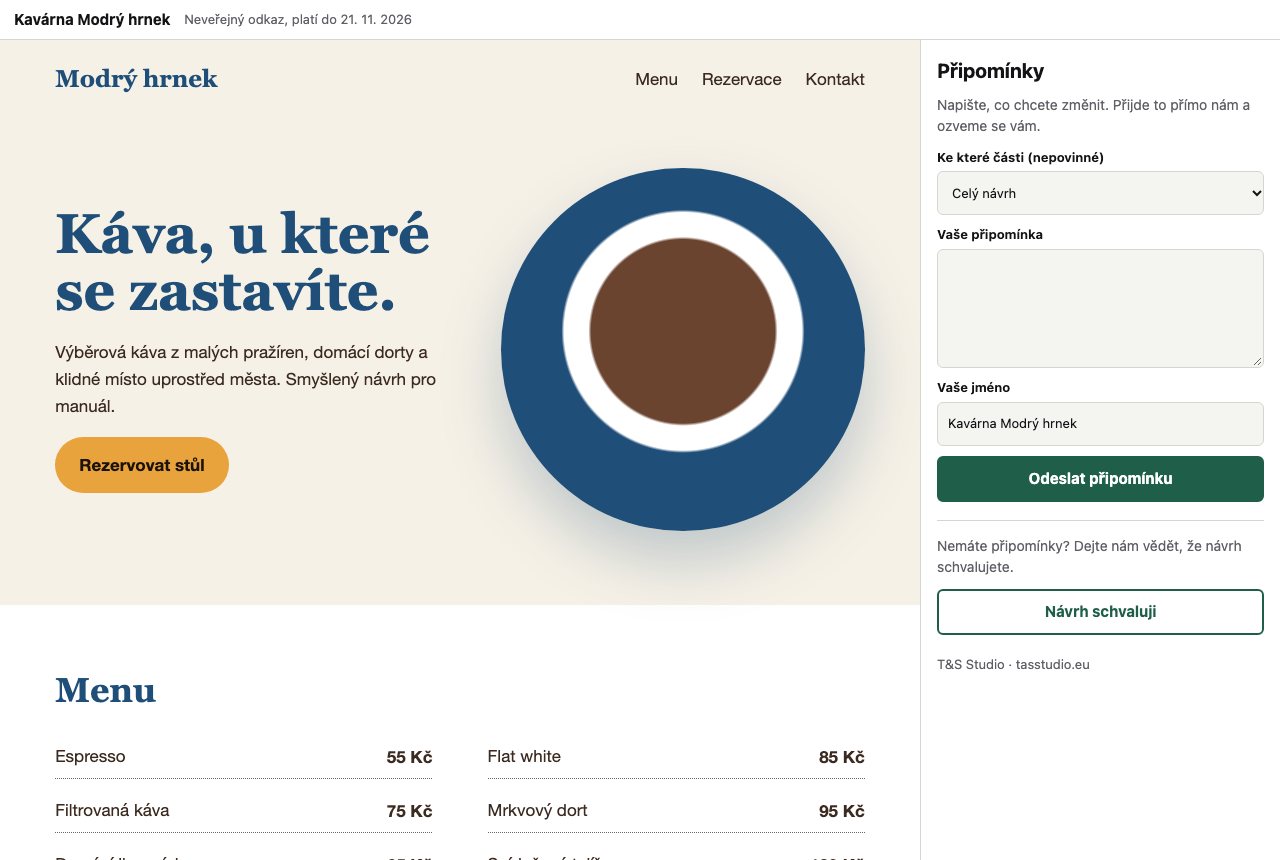 Kavárna Modrý hrnek Neveřejný odkaz, platí do 21. 11. 2026
Modrý hrnek
Menu Rezervace Kontakt
Káva, u které
se zastavíte.
Výběrová káva z malých pražíren, domácí dorty a
klidné místo uprostřed města. Smyšlený návrh pro
manuál.
Rezervovat stůl
Menu
Espresso 55 Kč
Flat white 85 Kč
Filtrovaná káva 75 Kč
Mrkvový dort 95 Kč
Připomínky
Napište, co chcete změnit. Přijde to přímo nám a
ozveme se vám.
Ke které části (nepovinné)
Celý návrh
Vaše připomínka
Vaše jméno
Kavárna Modrý hrnek
Odeslat připomínku
Nemáte připomínky? Dejte nám vědět, že návrh
schvalujete.
Návrh schvaluji
T&S Studio · tasstudio.eu